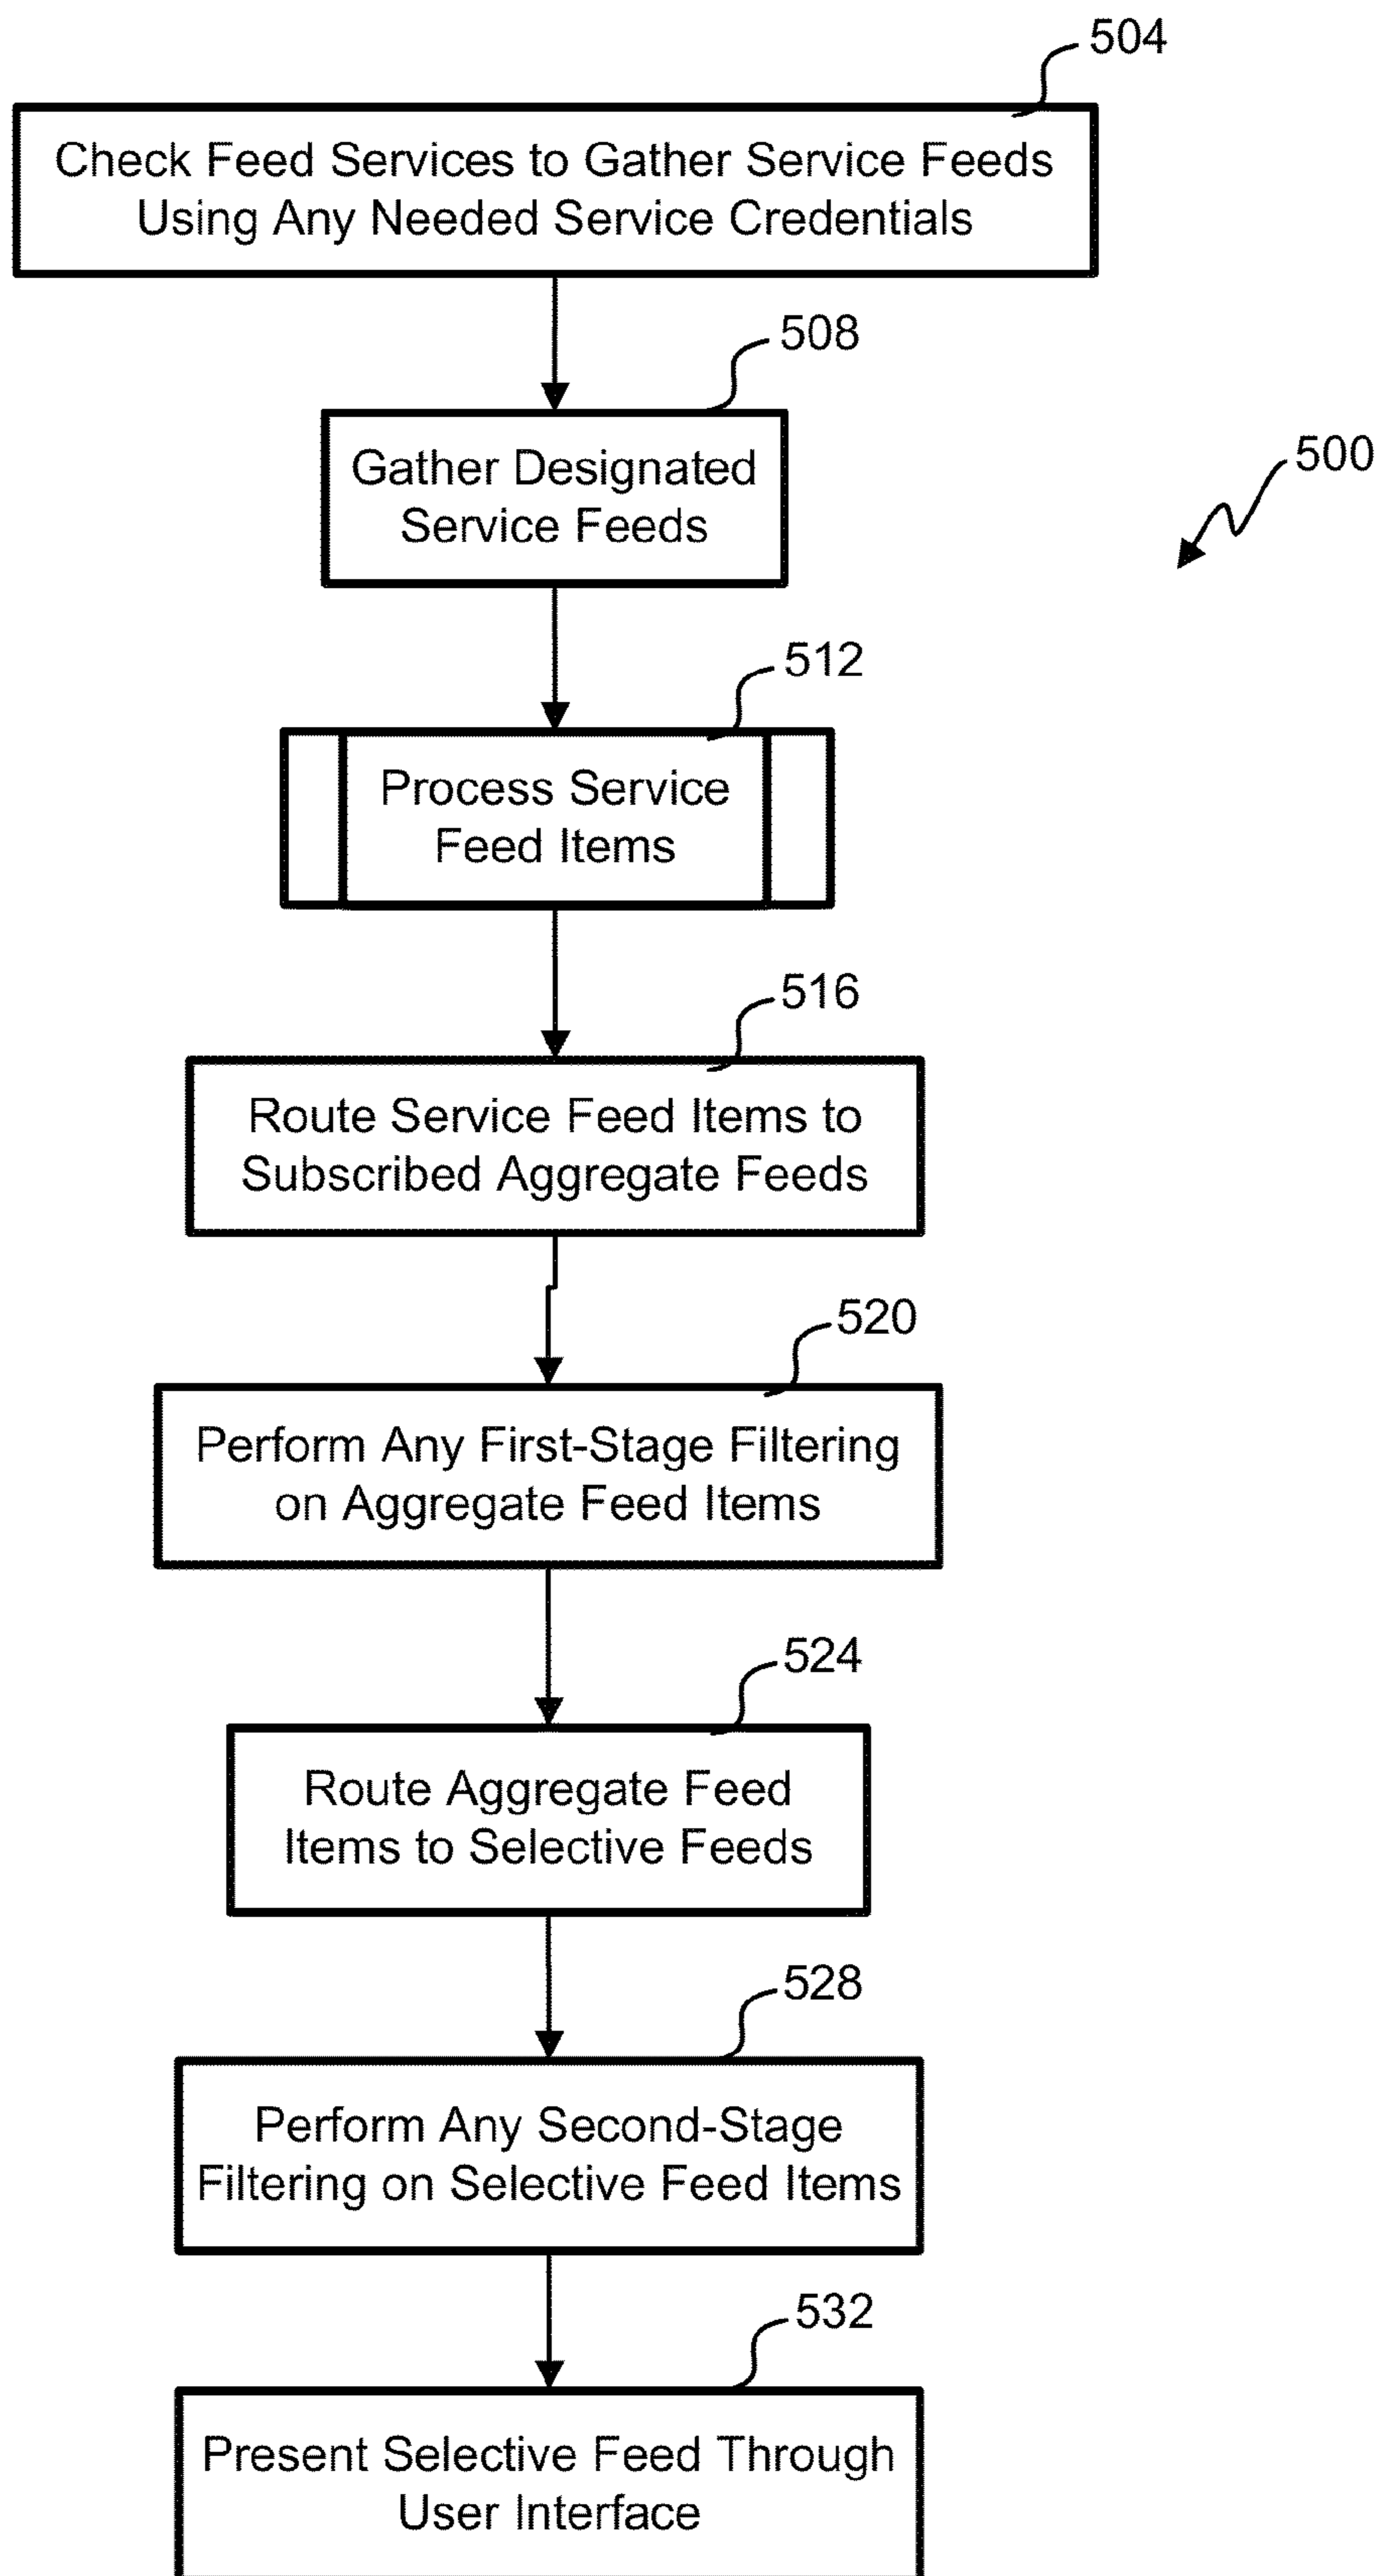 504
Check Feed Services to Gather Service Feeds
Using Any Needed Service Credentials
508
Gather Designated
Service Feeds
500
512
Process Service
Feed Items
516
Route Service Feed Items to
Subscribed Aggregate Feeds
520
Perform Any First-Stage Filtering
on Aggregate Feed Items
524
Route Aggregate Feed
Items to Selective Feeds
528
Perform Any Second-Stage
Filtering on Selective Feed Items
532
Present Selective Feed Through
User Interface